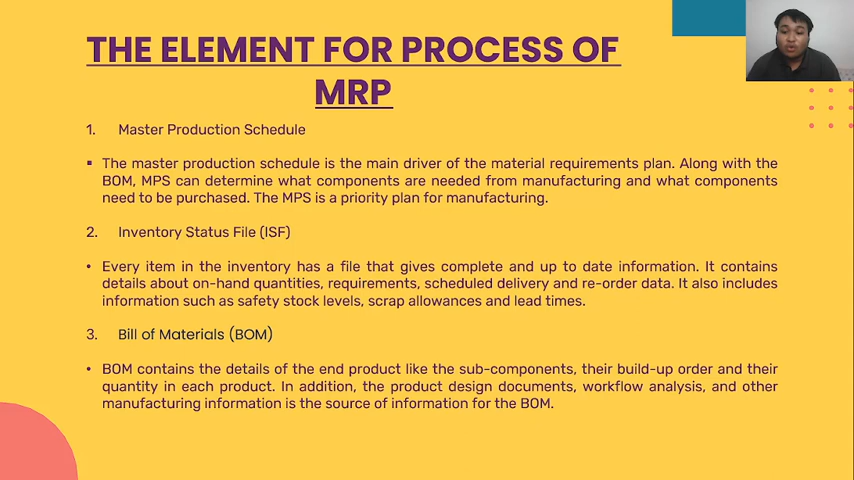 THE ELEMENT FOR PROCESS OF
MRP
1. Master Production Schedule
▪ The master production schedule is the main driver of the material requirements plan. Along with the
BOM, MPS can determine what components are needed from manufacturing and what components
need to be purchased. The MPS is a priority plan for manufacturing.
2. Inventory Status File (ISF)
• Every item in the inventory has a file that gives complete and up to date information. It contains
details about on-hand quantities, requirements, scheduled delivery and re-order data. It also includes
information such as safety stock levels, scrap allowances and lead times.
3. Bill of Materials (BOM)
• BOM contains the details of the end product like the sub-components, their build-up order and their
quantity in each product. In addition, the product design documents, workflow analysis, and other
manufacturing information is the source of information for the BOM.